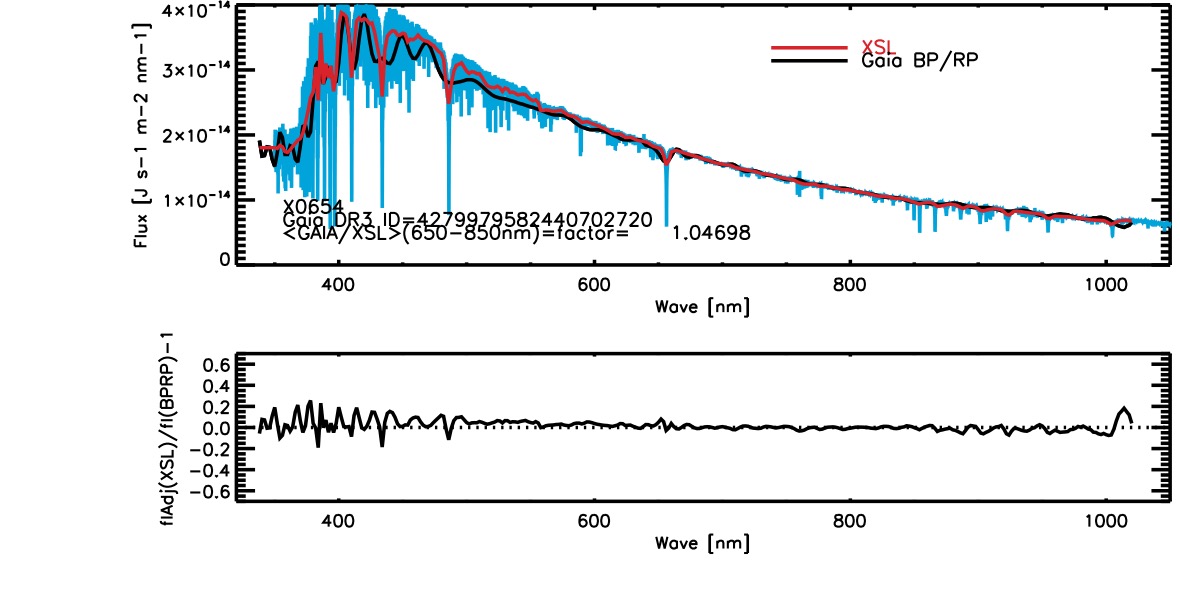 4×10−14
3×10−14
2×10−14
1×10−14
0
Flux [J s−1 m−2 nm−1]
XSL
Gaia BP/RP
X0654
Gaia DR3 ID=4279979582440702720
<GAIA/XSL>(650−850nm)=factor= 1.04698
400 600 800 1000
Wave [nm]
0.6
0.4
0.2
0.0
−0.2
−0.4
−0.6
flAdj(XSL)/fl(BPRP)−1
400 600 800 1000
Wave [nm]